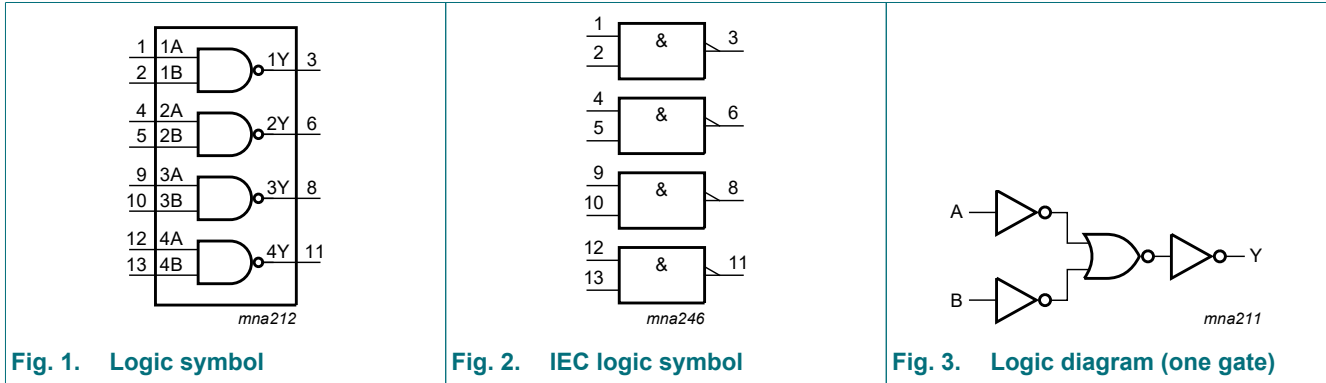 1 1A
2 1B
1Y 3
4 2A
5 2B
2Y 6
9 3A
10 3B
3Y 8
12 4A
13 4B
4Y 11
mna212
Fig. 1. Logic symbol
1
2
&
3
4
5
&
6
9
10
&
8
12
13
&
11
mna246
Fig. 2. IEC logic symbol
A
B
Y
mna211
Fig. 3. Logic diagram (one gate)